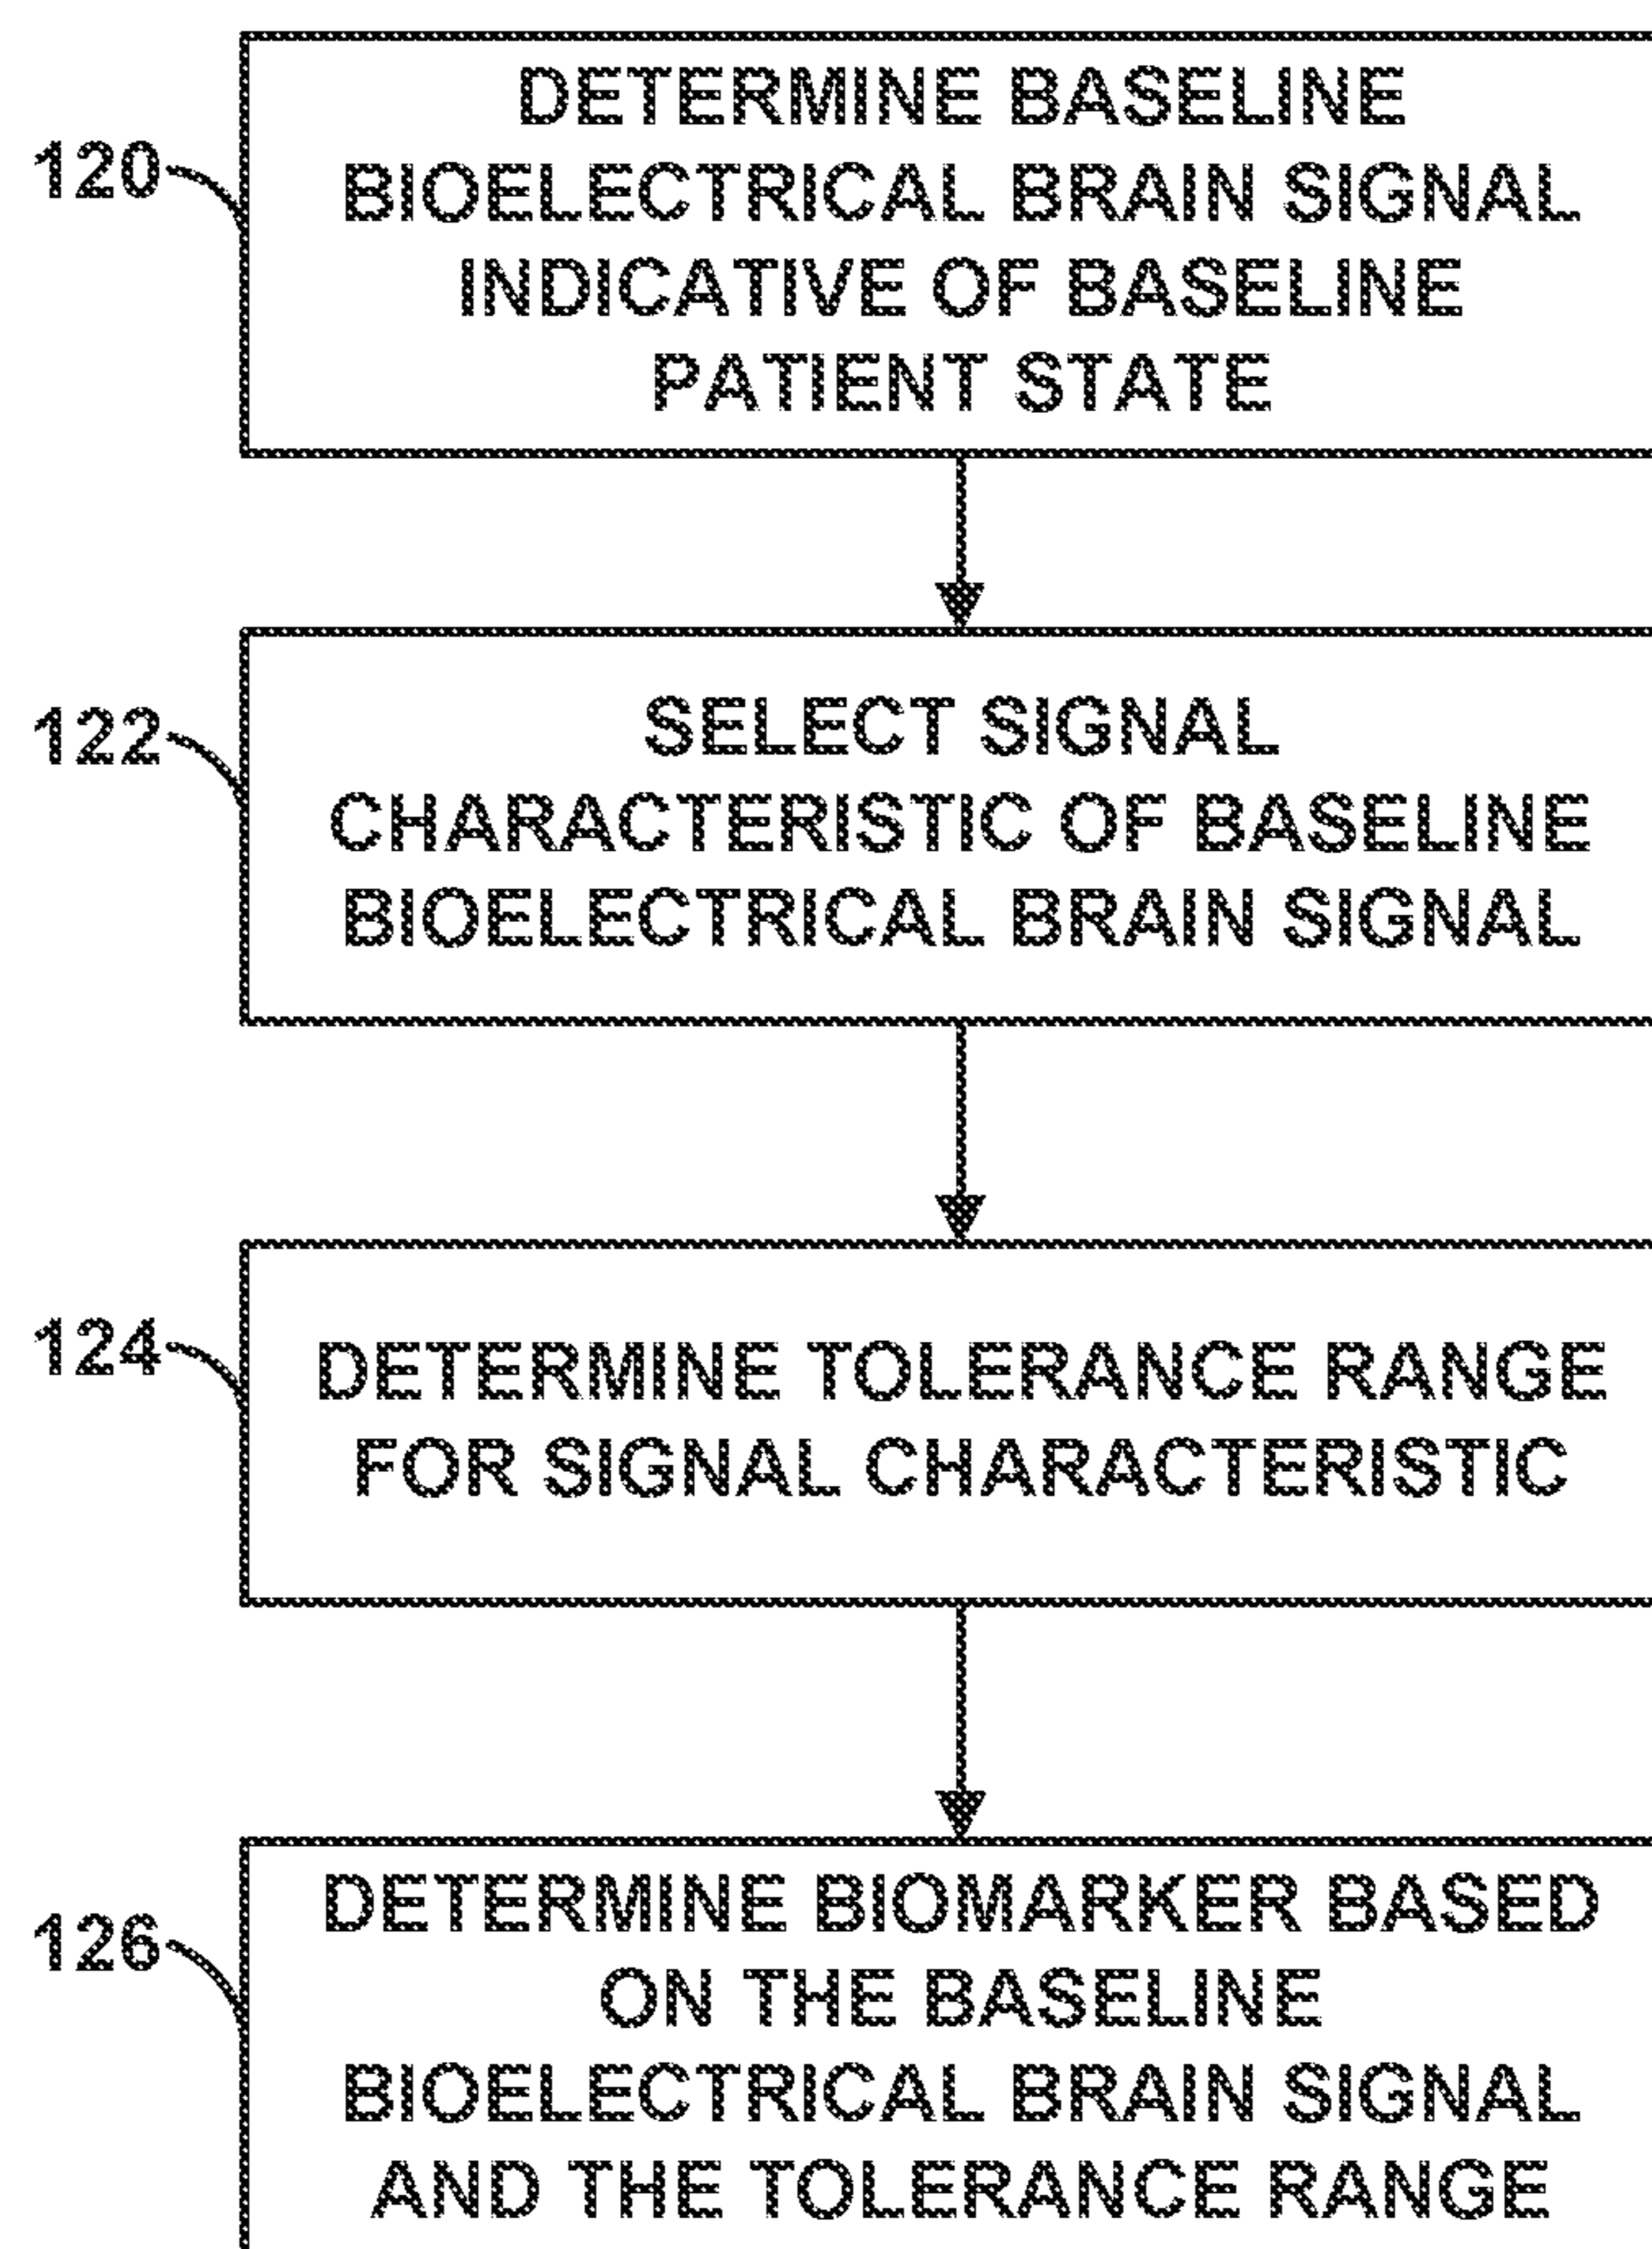 120
DETERMINE BASELINE
BIOELECTRICAL BRAIN SIGNAL
INDICATIVE OF BASELINE
PATIENT STATE
122
SELECT SIGNAL
CHARACTERISTIC OF BASELINE
BIOELECTRICAL BRAIN SIGNAL
124
DETERMINE TOLERANCE RANGE
FOR SIGNAL CHARACTERISTIC
126
DETERMINE BIOMARKER BASED
ON THE BASELINE
BIOELECTRICAL BRAIN SIGNAL
AND THE TOLERANCE RANGE